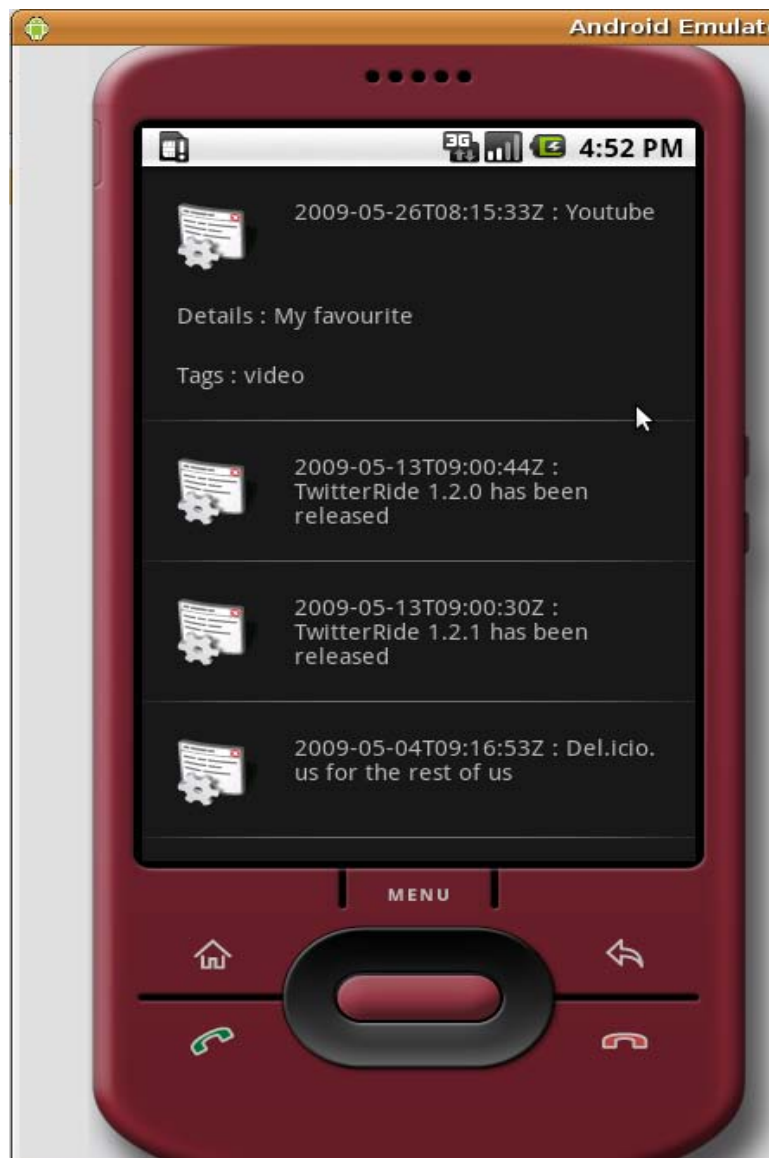 Android Emulat
3G
4:52 PM
2009-05-26T08:15:33Z : Youtube
Details : My favourite
Tags : video
2009-05-13T09:00:44Z :
TwitterRide 1.2.0 has been
released
2009-05-13T09:00:30Z :
TwitterRide 1.2.1 has been
released
2009-05-04T09:16:53Z : Del.icio.
us for the rest of us
MENU